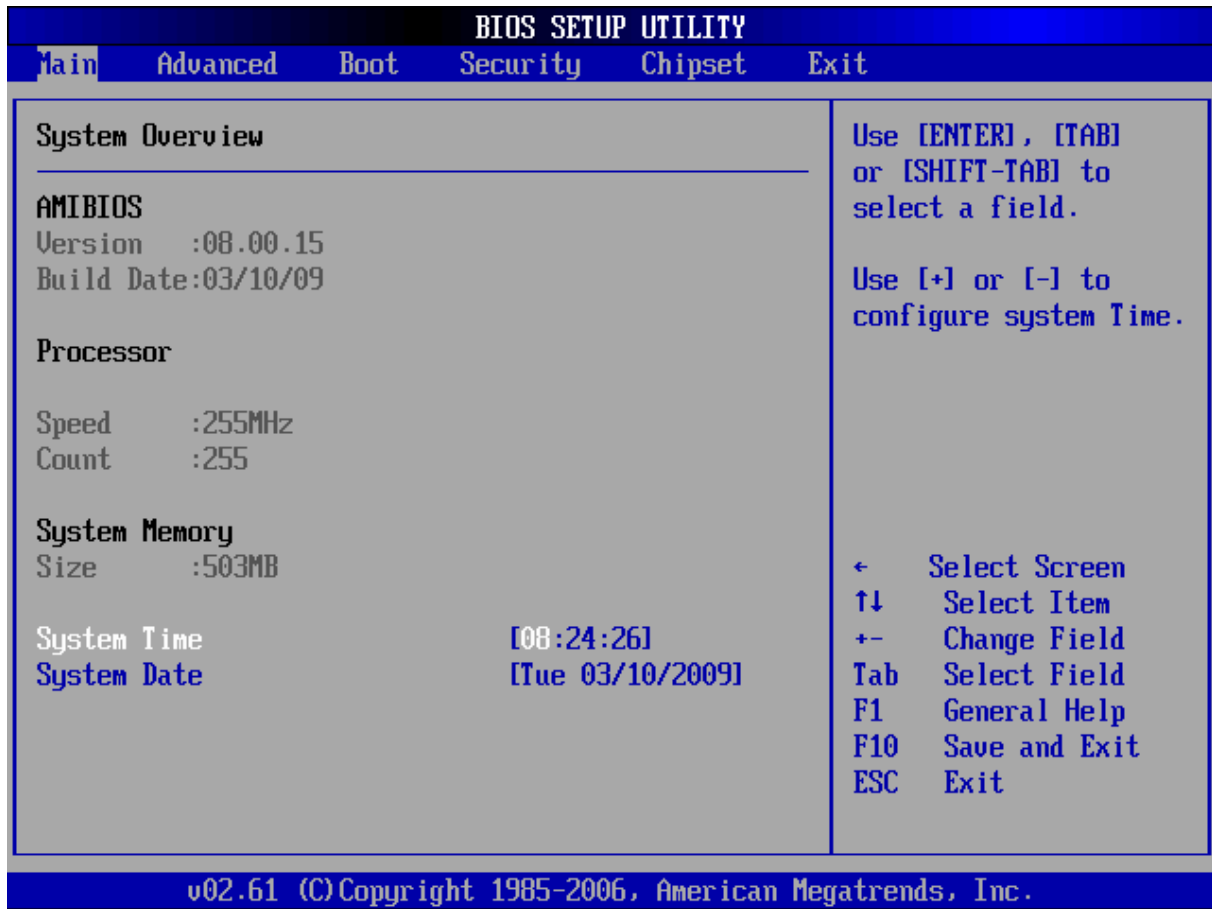 BIOS SETUP UTILITY
Main Advanced Boot Security Chipset Exit
System Overview
AMIBIOS
Version :08.00.15
Build Date:03/10/09
Processor
Speed :255MHz
Count :255
System Memory
Size :503MB
System Time [08:24:26]
System Date [Tue 03/10/2009]
Use [ENTER], [TAB]
or [SHIFT-TAB] to
select a field.
Use [+] or [-] to
configure system Time.
← Select Screen
↑↓ Select Item
+- Change Field
Tab Select Field
F1 General Help
F10 Save and Exit
ESC Exit
v02.61 (C)Copyright 1985-2006, American Megatrends, Inc.